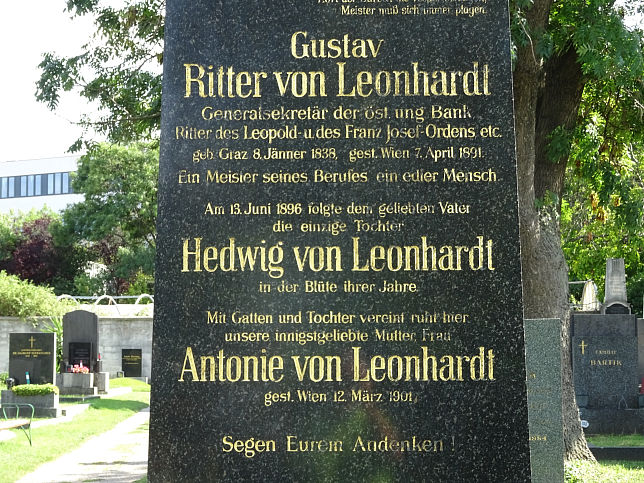 Meister muß sich immer plagen.
Gustav
Ritter von Leonhardt
Generalsekretär der öst. ung. Bank
Ritter des Leopold- u. des Franz Josef-Ordens etc.
geb. Graz 8. Jänner 1838, gest. Wien 7. April 1891.
Ein Meister seines Berufes, ein edler Mensch.
Am 13. Juni 1896 folgte dem geliebten Vater
die einzige Tochter
Hedwig von Leonhardt
in der Blüte ihrer Jahre.
Mit Gatten und Tochter vereint ruht hier
unsere innigstgeliebte Mutter, Frau
Antonie von Leonhardt
gest. Wien 12. März 1901.
Segen Eurem Andenken!
FAMILIE
BARTIK